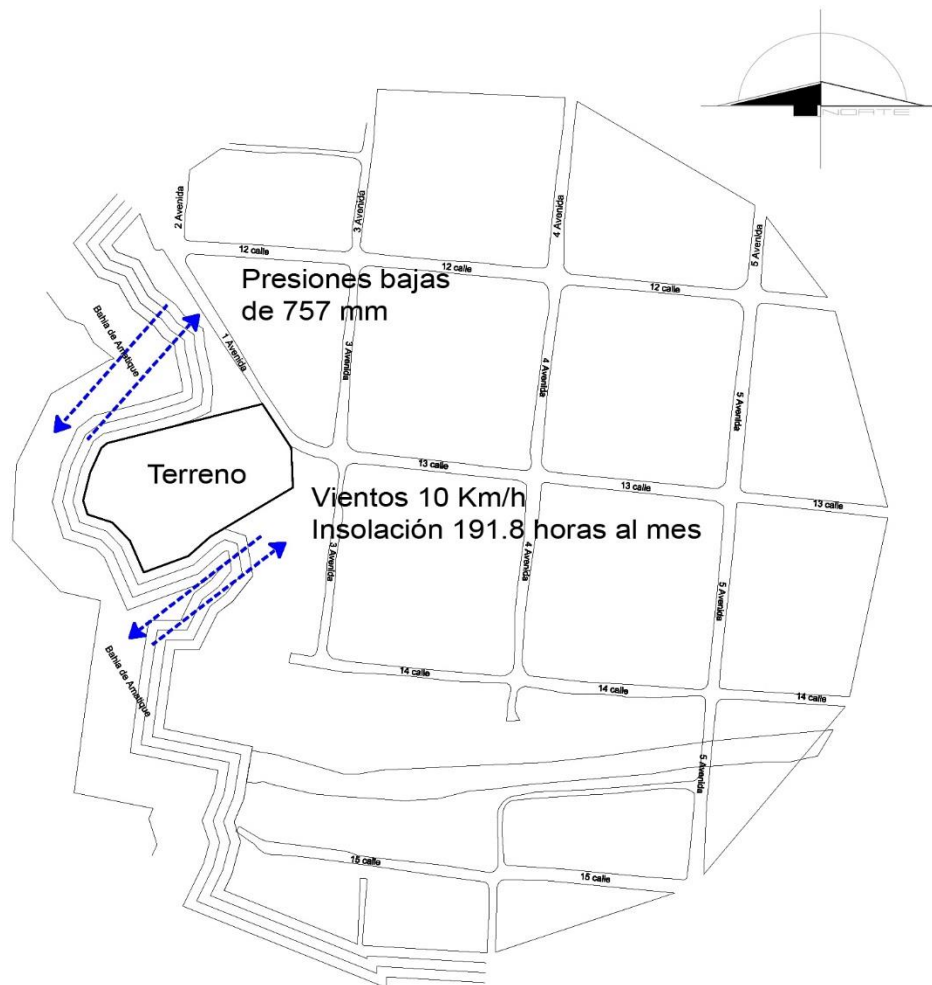 NORTE
2 Avenida
3 Avenida
4 Avenida
5 Avenida
12 calle
12 calle
12 calle
Presiones bajas
de 757 mm
Bahia de Amatique
1 Avenida
3 Avenida
4 Avenida
5 Avenida
Terreno
13 calle
13 calle
13 calle
Vientos 10 Km/h
Insolación 191.8 horas al mes
3 Avenida
4 Avenida
5 Avenida
Bahia de Amatique
14 calle
14 calle
14 calle
5 Avenida
15 calle
15 calle